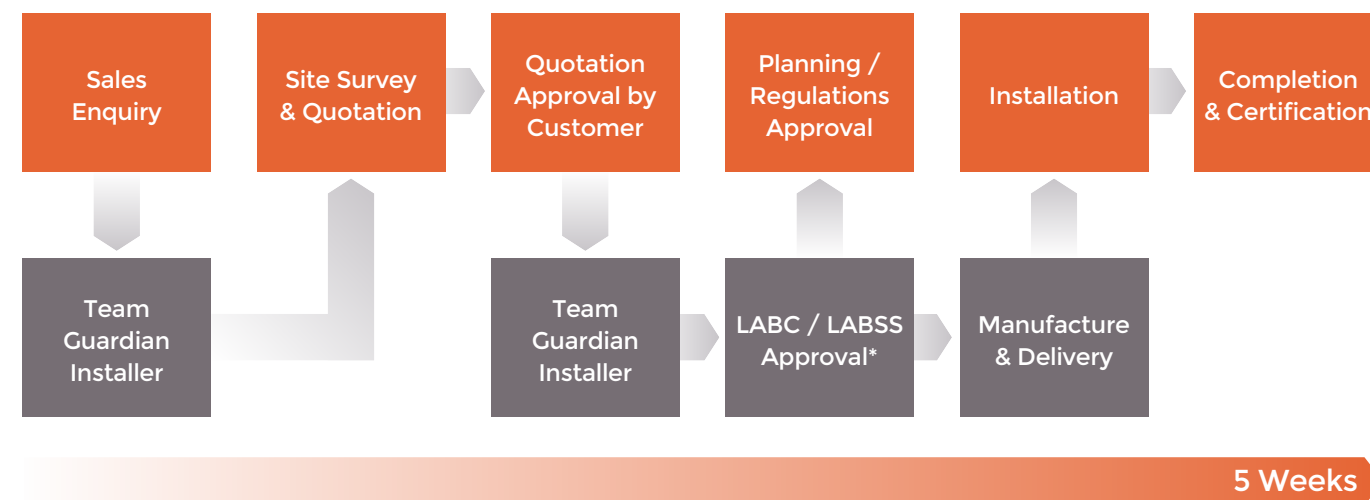 Sales
Enquiry
Site Survey
& Quotation
Quotation
Approval by
Customer
Planning /
Regulations
Approval
Installation
Completion
& Certification
Team
Guardian
Installer
Team
Guardian
Installer
LABC / LABSS
Approval*
Manufacture
& Delivery
5 Weeks